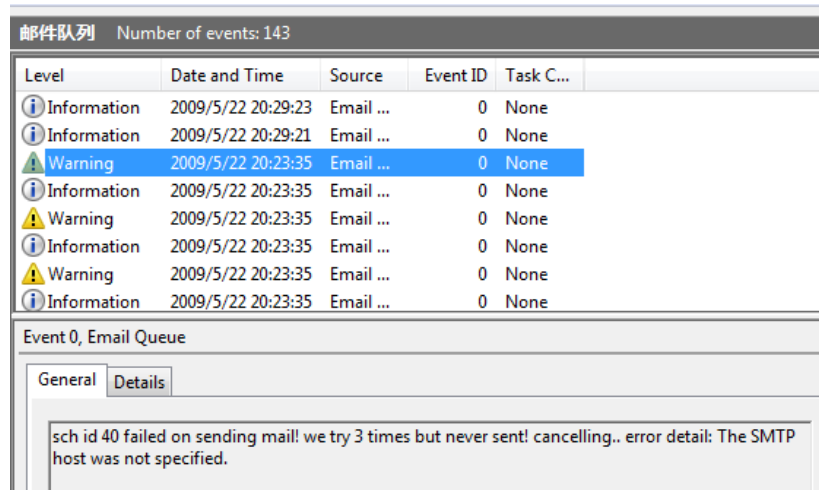 邮件队列 Number of events: 143
Level Date and Time Source Event ID Task C...
Information 2009/5/22 20:29:23 Email ... 0 None
Information 2009/5/22 20:29:21 Email ... 0 None
Warning 2009/5/22 20:23:35 Email ... 0 None
Information 2009/5/22 20:23:35 Email ... 0 None
Warning 2009/5/22 20:23:35 Email ... 0 None
Information 2009/5/22 20:23:35 Email ... 0 None
Warning 2009/5/22 20:23:35 Email ... 0 None
Information 2009/5/22 20:23:35 Email ... 0 None
Event 0, Email Queue
General Details
sch id 40 failed on sending mail! we try 3 times but never sent! cancelling.. error detail: The SMTP
host was not specified.